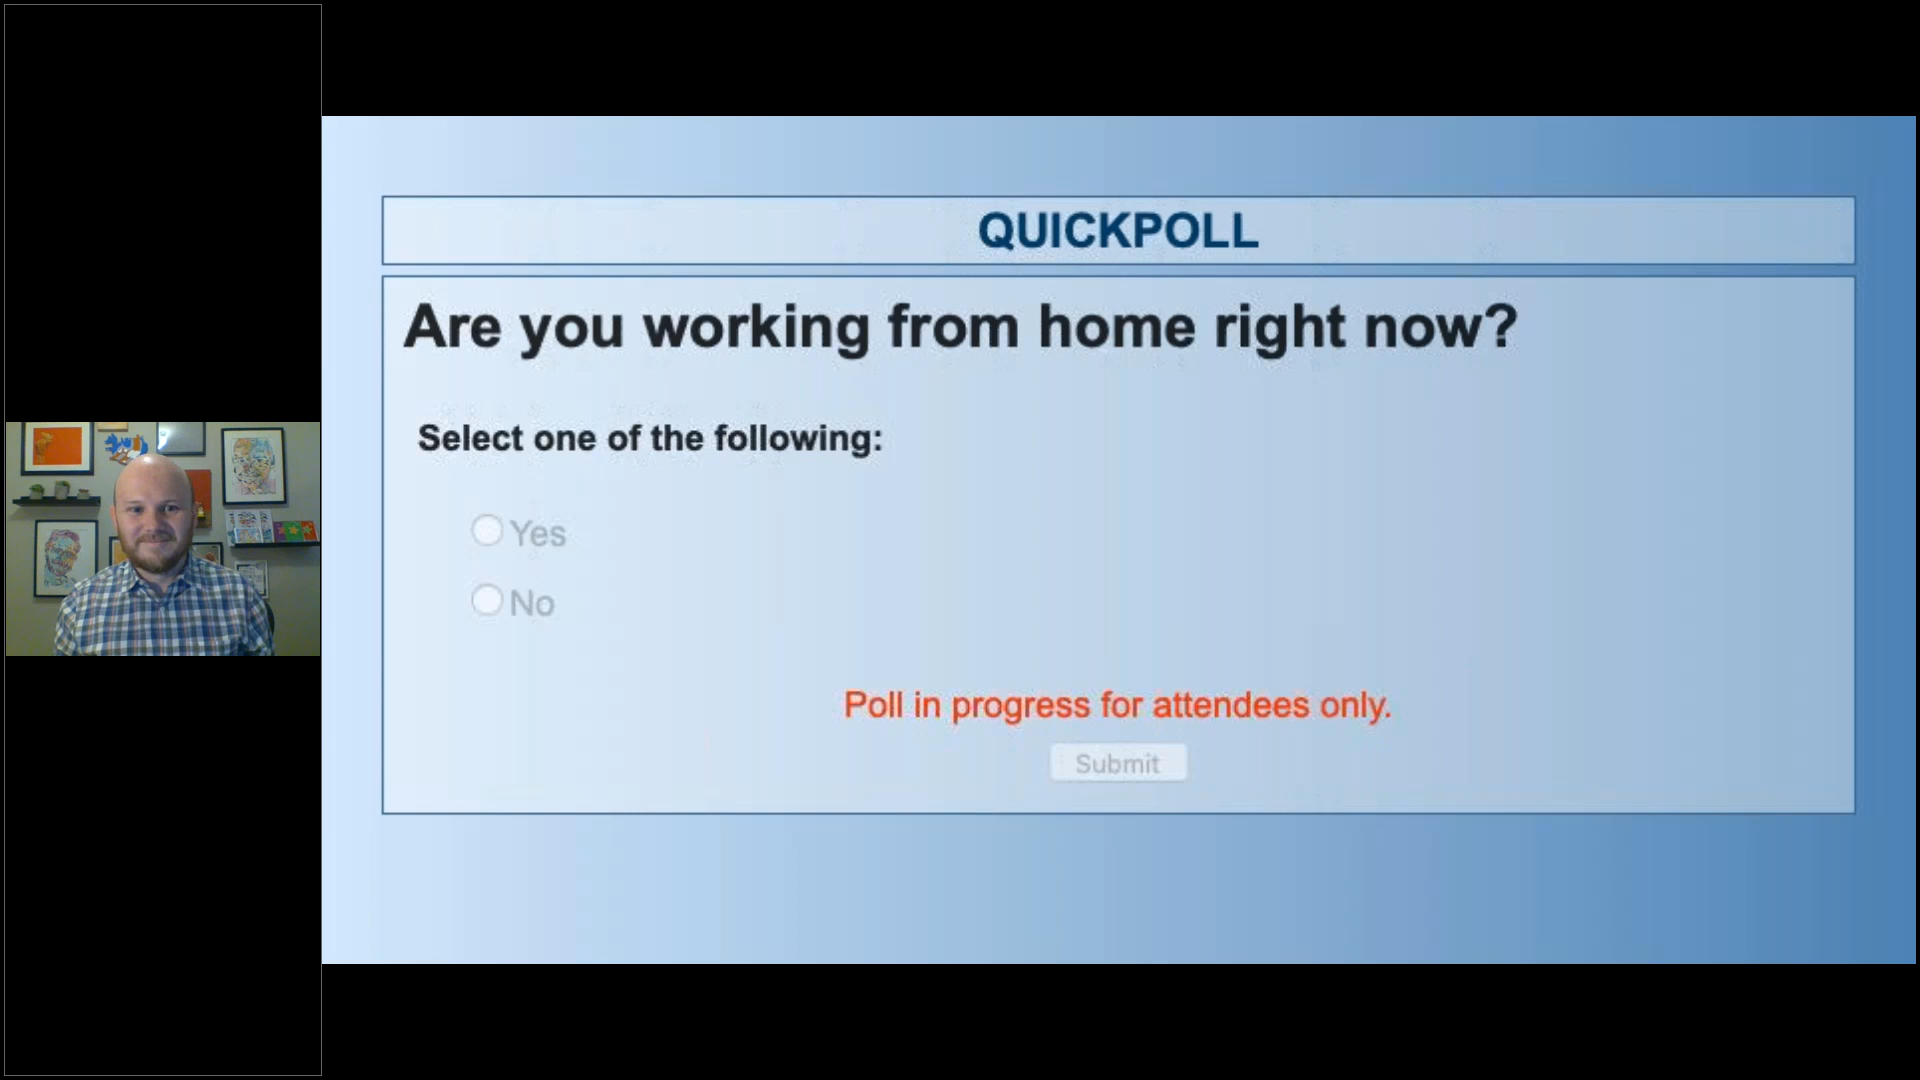 QUICKPOLL
Are you working from home right now?
Select one of the following:
Yes
No
Poll in progress for attendees only.
Submit